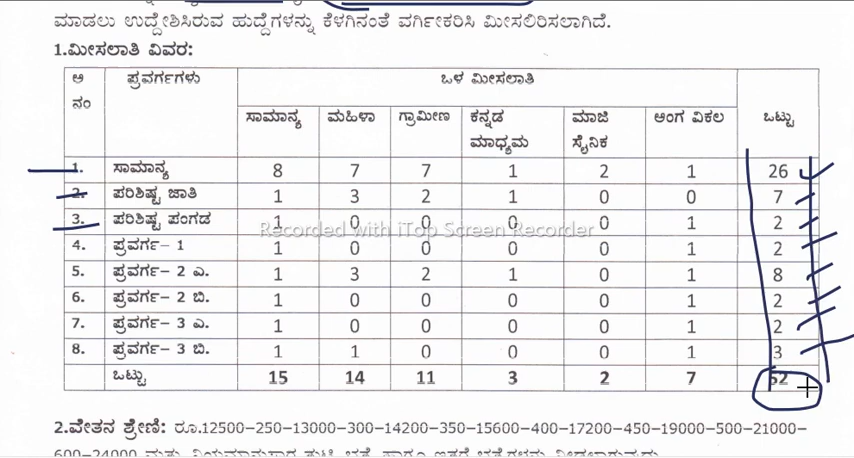 ಮಾಡಲು ಉದ್ದೇಶಿಸಿರುವ ಹುದ್ದೆಗಳನ್ನು ಕೆಳಗಿನಂತೆ ವರ್ಗೀಕರಿಸಿ ಮೀಸಲಿರಿಸಲಾಗಿದೆ.
1.ಮೀಸಲಾತಿ ವಿವರ:
ಅ ನಂ ಪ್ರವರ್ಗಗಳು ಒಳ ಮೀಸಲಾತಿ ಒಟ್ಟು
ಸಾಮಾನ್ಯ ಮಹಿಳಾ ಗ್ರಾಮೀಣ ಕನ್ನಡ ಮಾಧ್ಯಮ ಮಾಜಿ ಸೈನಿಕ ಅಂಗ ವಿಕಲ
1. ಸಾಮಾನ್ಯ 8 7 7 1 2 1 26
2. ಪರಿಶಿಷ್ಟ ಜಾತಿ 1 3 2 1 0 0 7
3. ಪರಿಶಿಷ್ಟ ಪಂಗಡ 1 0 0 0 0 1 2
Recorded with iTop Screen Recorder
4. ಪ್ರವರ್ಗ– 1 1 0 0 0 0 1 2
5. ಪ್ರವರ್ಗ– 2 ಎ. 1 3 2 1 0 1 8
6. ಪ್ರವರ್ಗ– 2 ಬಿ. 1 0 0 0 0 1 2
7. ಪ್ರವರ್ಗ– 3 ಎ. 1 0 0 0 0 1 2
8. ಪ್ರವರ್ಗ– 3 ಬಿ. 1 1 0 0 0 1 3
ಒಟ್ಟು 15 14 11 3 2 7 52
2.ವೇತನ ಶ್ರೇಣಿ: ರೂ.12500–250–13000–300–14200–350–15600–400–17200–450–19000–500–21000–
600–24000